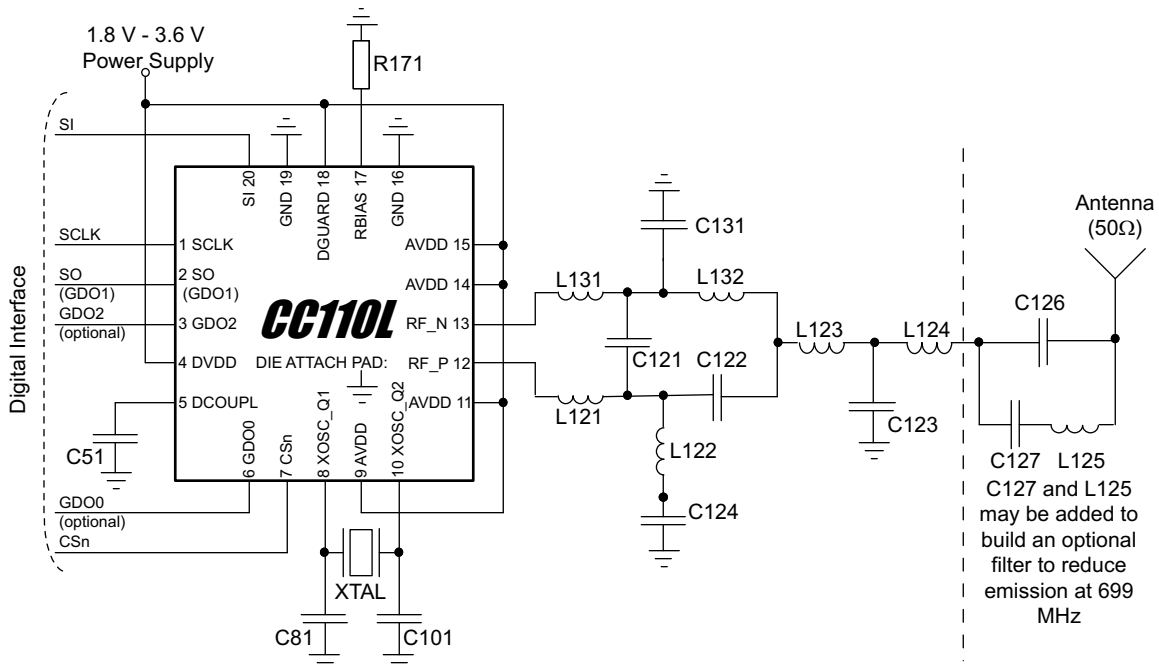 1.8 V - 3.6 V
Power Supply
R171
Digital Interface
SI
SCLK
SO
(GDO1)
GDO2
(optional)
GDO0
(optional)
CSn
SI 20
GND 19
DGUARD 18
RBIAS 17
GND 16
1 SCLK
2 SO
(GDO1)
3 GDO2
4 DVDD
5 DCOUPL
6 GDO0
7 CSn
8 XOSC_Q1
9 AVDD
10 XOSC_Q2
AVDD 15
AVDD 14
RF_N 13
RF_P 12
AVDD 11
CC110L
DIE ATTACH PAD:
C51
XTAL
C81
C101
C131
L131
L132
C121
C122
L121
L122
C124
L123
L124
C123
Antenna
(50Ω)
C126
C127
L125
C127 and L125
may be added to
build an optional
filter to reduce
emission at 699
MHz